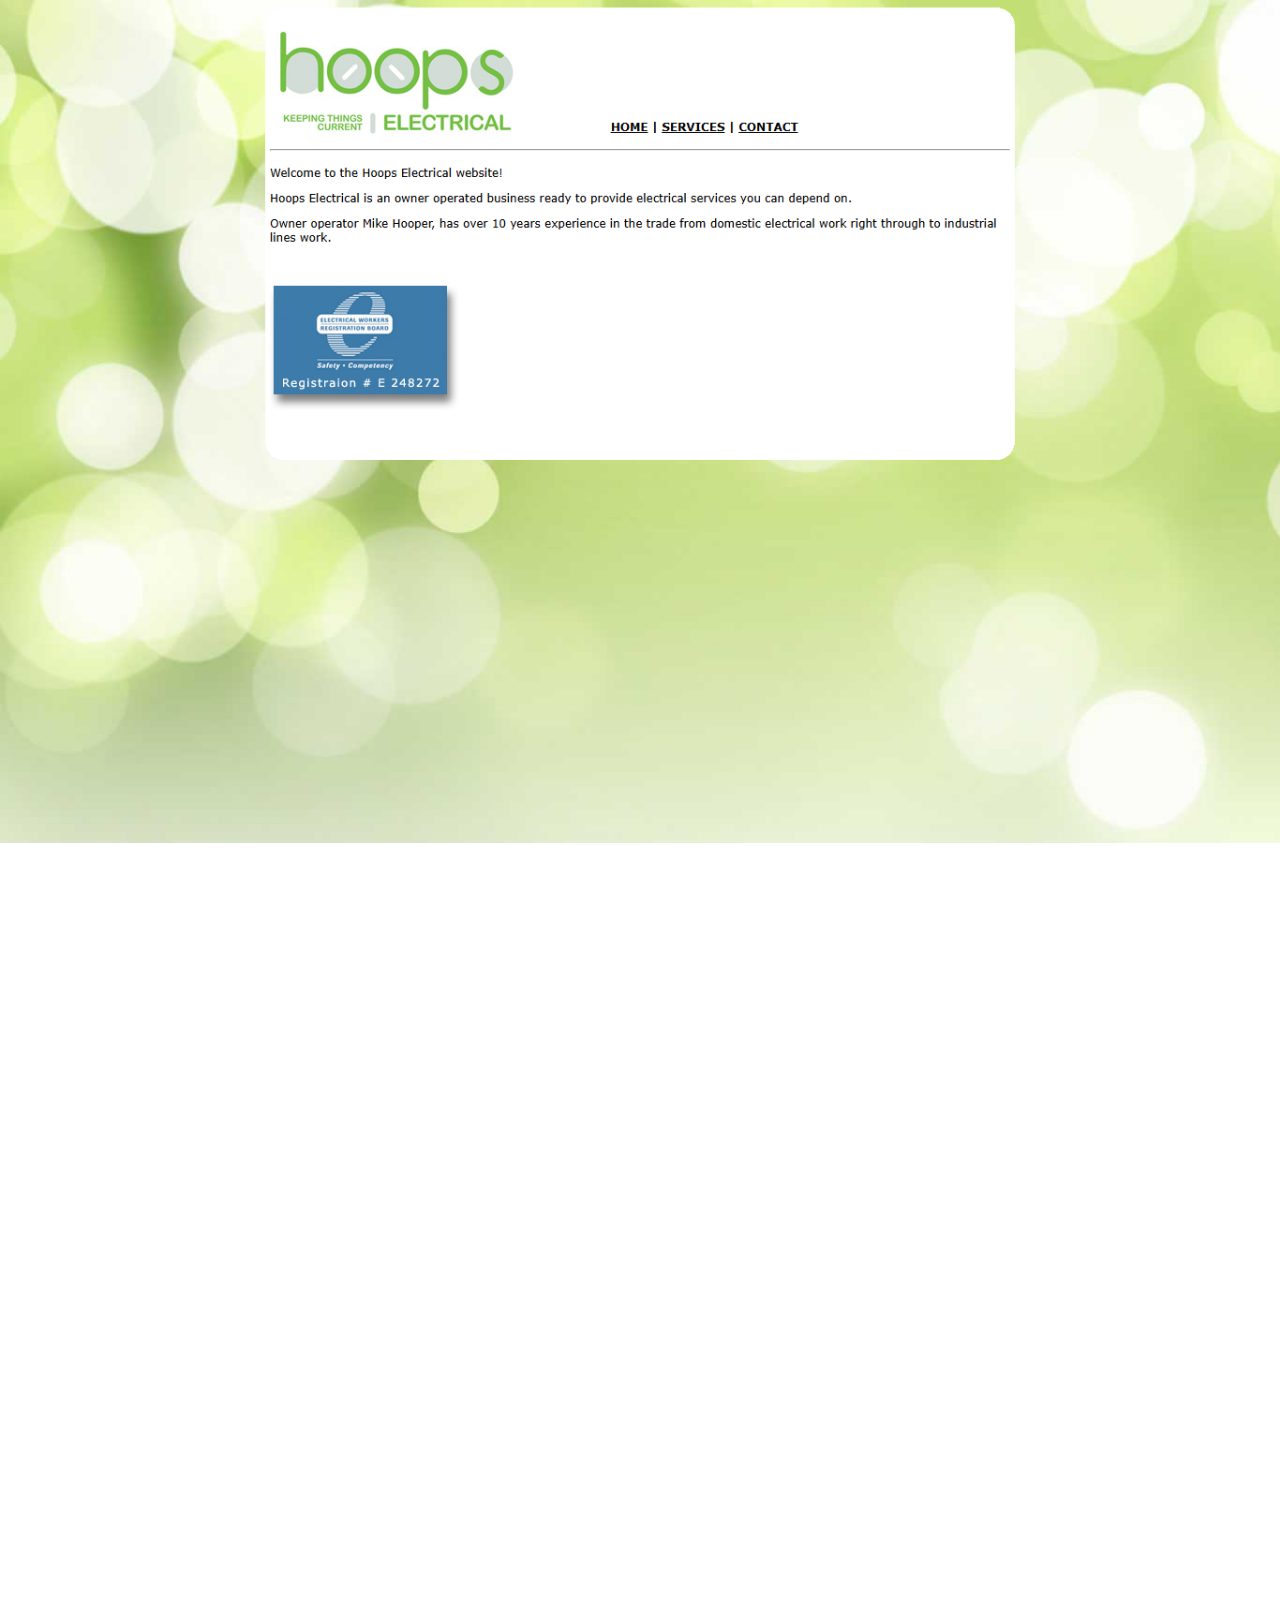 hoops
KEEPING THINGS
CURRENT | ELECTRICAL
HOME | SERVICES | CONTACT
Welcome to the Hoops Electrical website!
Hoops Electrical is an owner operated business ready to provide electrical services you can depend on.
Owner operator Mike Hooper, has over 10 years experience in the trade from domestic electrical work right through to industrial
lines work.
ELECTRICAL WORKERS
REGISTRATION BOARD
Safety • Competency
Registraion # E 248272